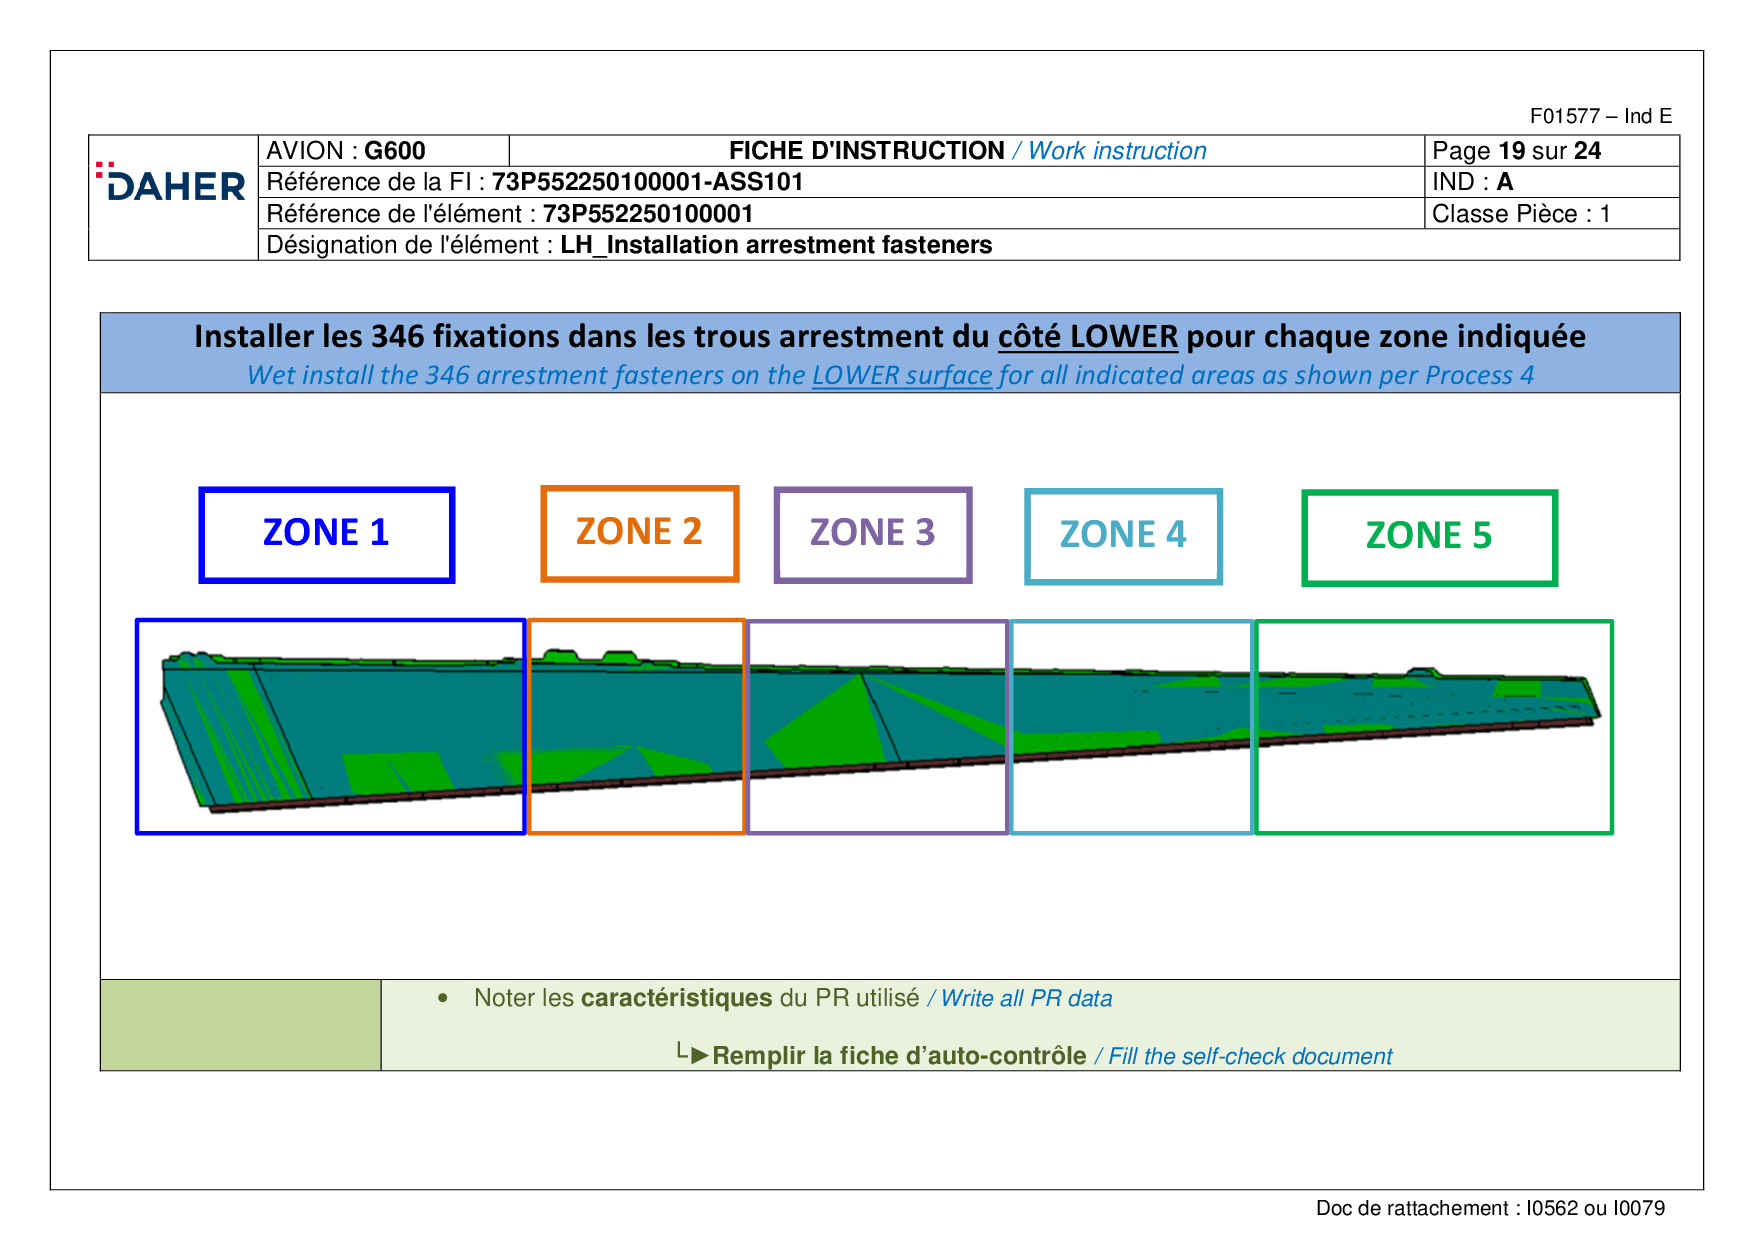 F01577 – Ind E
DAHER
AVION : G600
FICHE D'INSTRUCTION / Work instruction
Page 19 sur 24
Référence de la FI : 73P552250100001-ASS101
IND : A
Référence de l'élément : 73P552250100001
Classe Pièce : 1
Désignation de l'élément : LH_Installation arrestment fasteners
Installer les 346 fixations dans les trous arrestment du côté LOWER pour chaque zone indiquée
Wet install the 346 arrestment fasteners on the LOWER surface for all indicated areas as shown per Process 4
ZONE 1
ZONE 2
ZONE 3
ZONE 4
ZONE 5
• Noter les caractéristiques du PR utilisé / Write all PR data
└►Remplir la fiche d’auto-contrôle / Fill the self-check document
Doc de rattachement : I0562 ou I0079